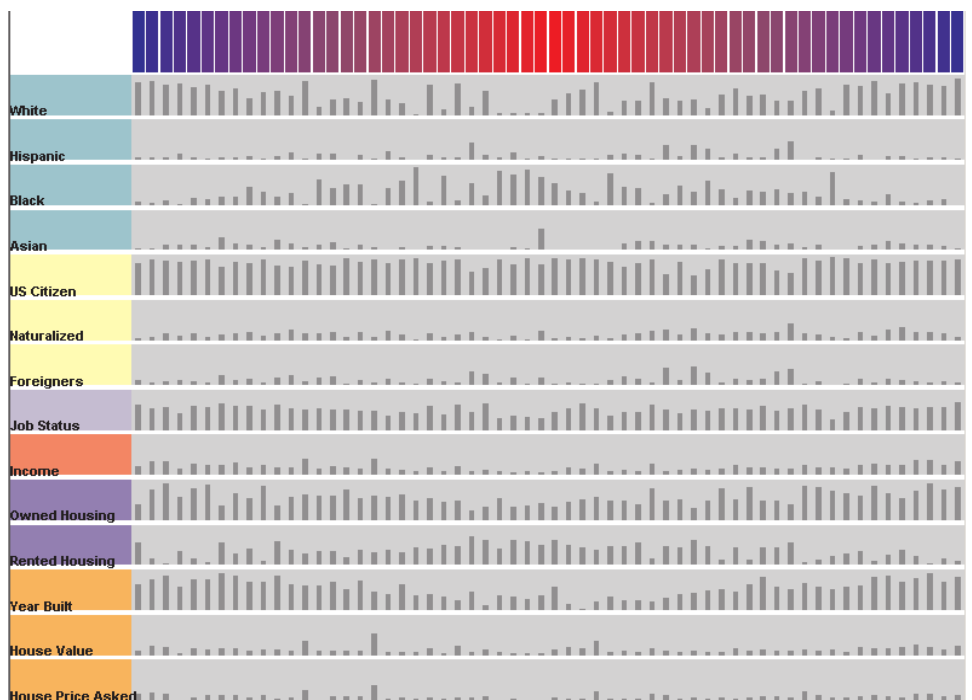 White
Hispanic
Black
Asian
US Citizen
Naturalized
Foreigners
Job Status
Income
Owned Housing
Rented Housing
Year Built
House Value
House Price Asked